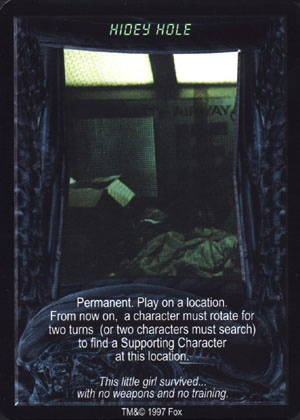 HIDEY HOLE
AIRWAY
Permanent. Play on a location.
From now on, a character must rotate for
two turns (or two characters must search)
to find a Supporting Character
at this location.
This little girl survived...
with no weapons and no training.
TM&© 1997 Fox